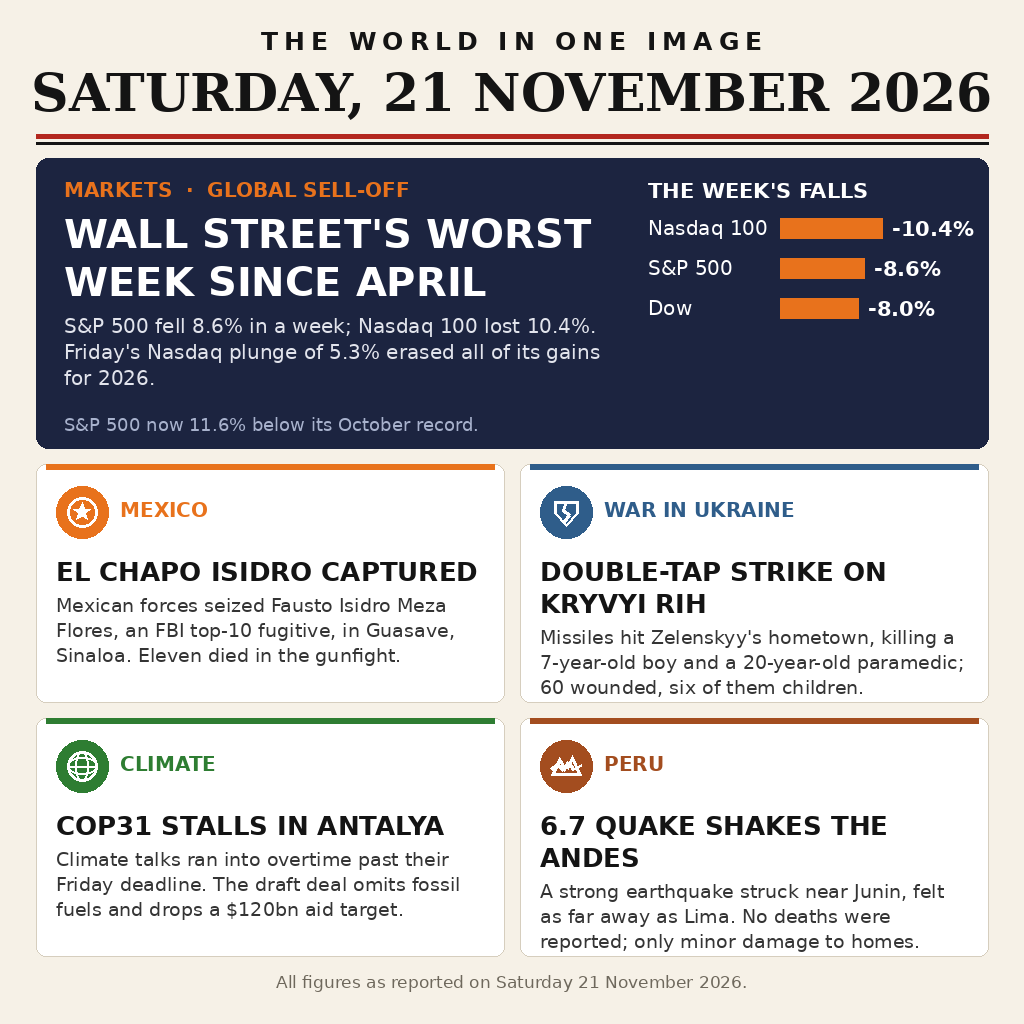 THE WORLD IN ONE IMAGE
SATURDAY, 21 NOVEMBER 2026
MARKETS · GLOBAL SELL-OFF
WALL STREET'S WORST
WEEK SINCE APRIL
S&P 500 fell 8.6% in a week; Nasdaq 100 lost 10.4%.
Friday's Nasdaq plunge of 5.3% erased all of its gains
for 2026.
S&P 500 now 11.6% below its October record.
THE WEEK'S FALLS
Nasdaq 100 -10.4%
S&P 500 -8.6%
Dow -8.0%
MEXICO
EL CHAPO ISIDRO CAPTURED
Mexican forces seized Fausto Isidro Meza
Flores, an FBI top-10 fugitive, in Guasave,
Sinaloa. Eleven died in the gunfight.
WAR IN UKRAINE
DOUBLE-TAP STRIKE ON
KRYVYI RIH
Missiles hit Zelenskyy's hometown, killing a
7-year-old boy and a 20-year-old paramedic;
60 wounded, six of them children.
CLIMATE
COP31 STALLS IN ANTALYA
Climate talks ran into overtime past their
Friday deadline. The draft deal omits fossil
fuels and drops a $120bn aid target.
PERU
6.7 QUAKE SHAKES THE
ANDES
A strong earthquake struck near Junin, felt
as far away as Lima. No deaths were
reported; only minor damage to homes.
All figures as reported on Saturday 21 November 2026.